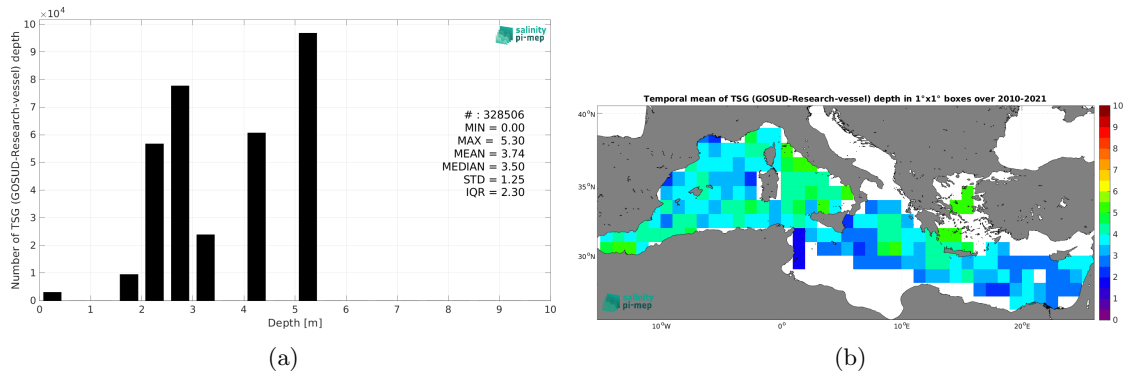 ×10⁴
10
9
8
7
6
5
4
3
2
1
0
Number of TSG (GOSUD-Research-vessel) depth
salinity
pi-mep
# : 328506
MIN = 0.00
MAX = 5.30
MEAN = 3.74
MEDIAN = 3.50
STD = 1.25
IQR = 2.30
0 1 2 3 4 5 6 7 8 9 10
Depth [m]
(a)
Temporal mean of TSG (GOSUD-Research-vessel) depth in 1°x1° boxes over 2010-2021
40°N
35°N
30°N
salinity
pi-mep
10°W 0° 10°E 20°E
10
9
8
7
6
5
4
3
2
1
0
(b)